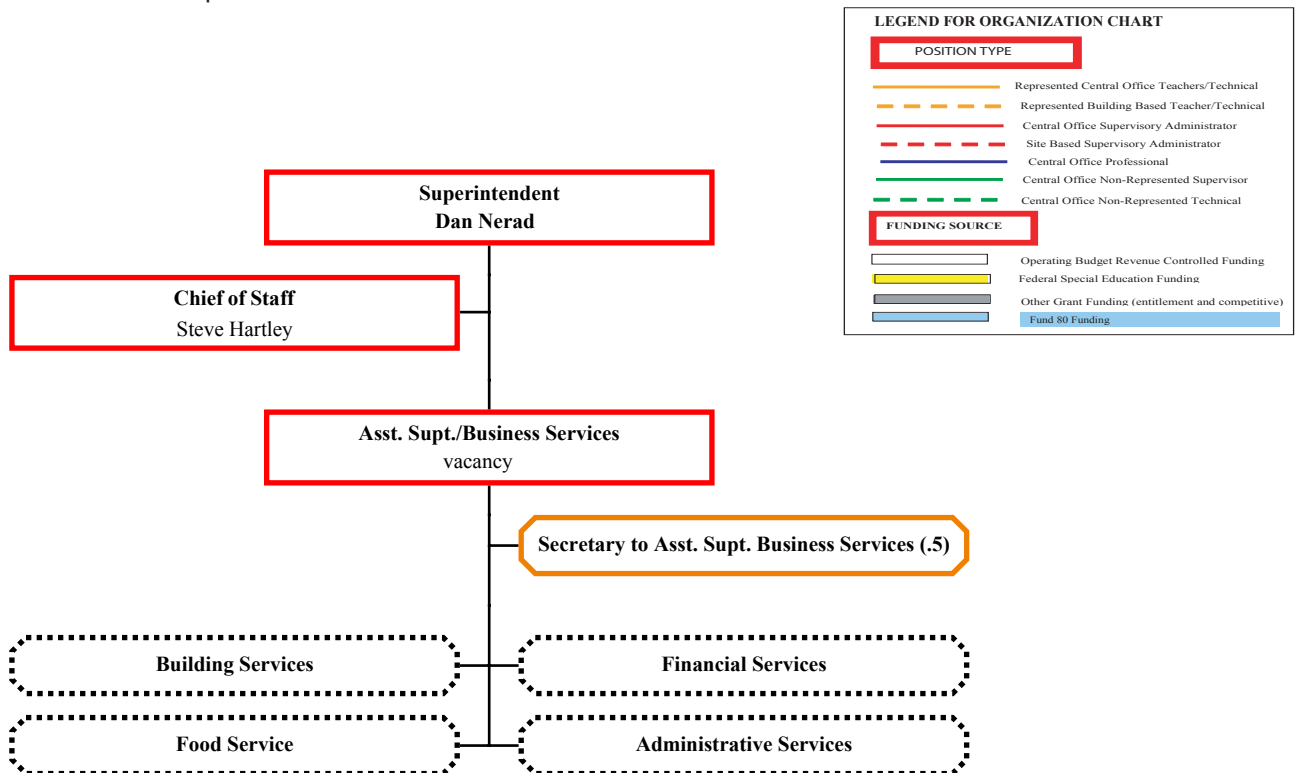 LEGEND FOR ORGANIZATION CHART
POSITION TYPE
Represented Central Office Teachers/Technical
Represented Building Based Teacher/Technical
Central Office Supervisory Administrator
Site Based Supervisory Administrator
Central Office Professional
Central Office Non-Represented Supervisor
Central Office Non-Represented Technical
FUNDING SOURCE
Operating Budget Revenue Controlled Funding
Federal Special Education Funding
Other Grant Funding (entitlement and competitive)
Fund 80 Funding
Superintendent
Dan Nerad
Chief of Staff
Steve Hartley
Asst. Supt./Business Services
vacancy
Secretary to Asst. Supt. Business Services (.5)
Building Services
Financial Services
Food Service
Administrative Services